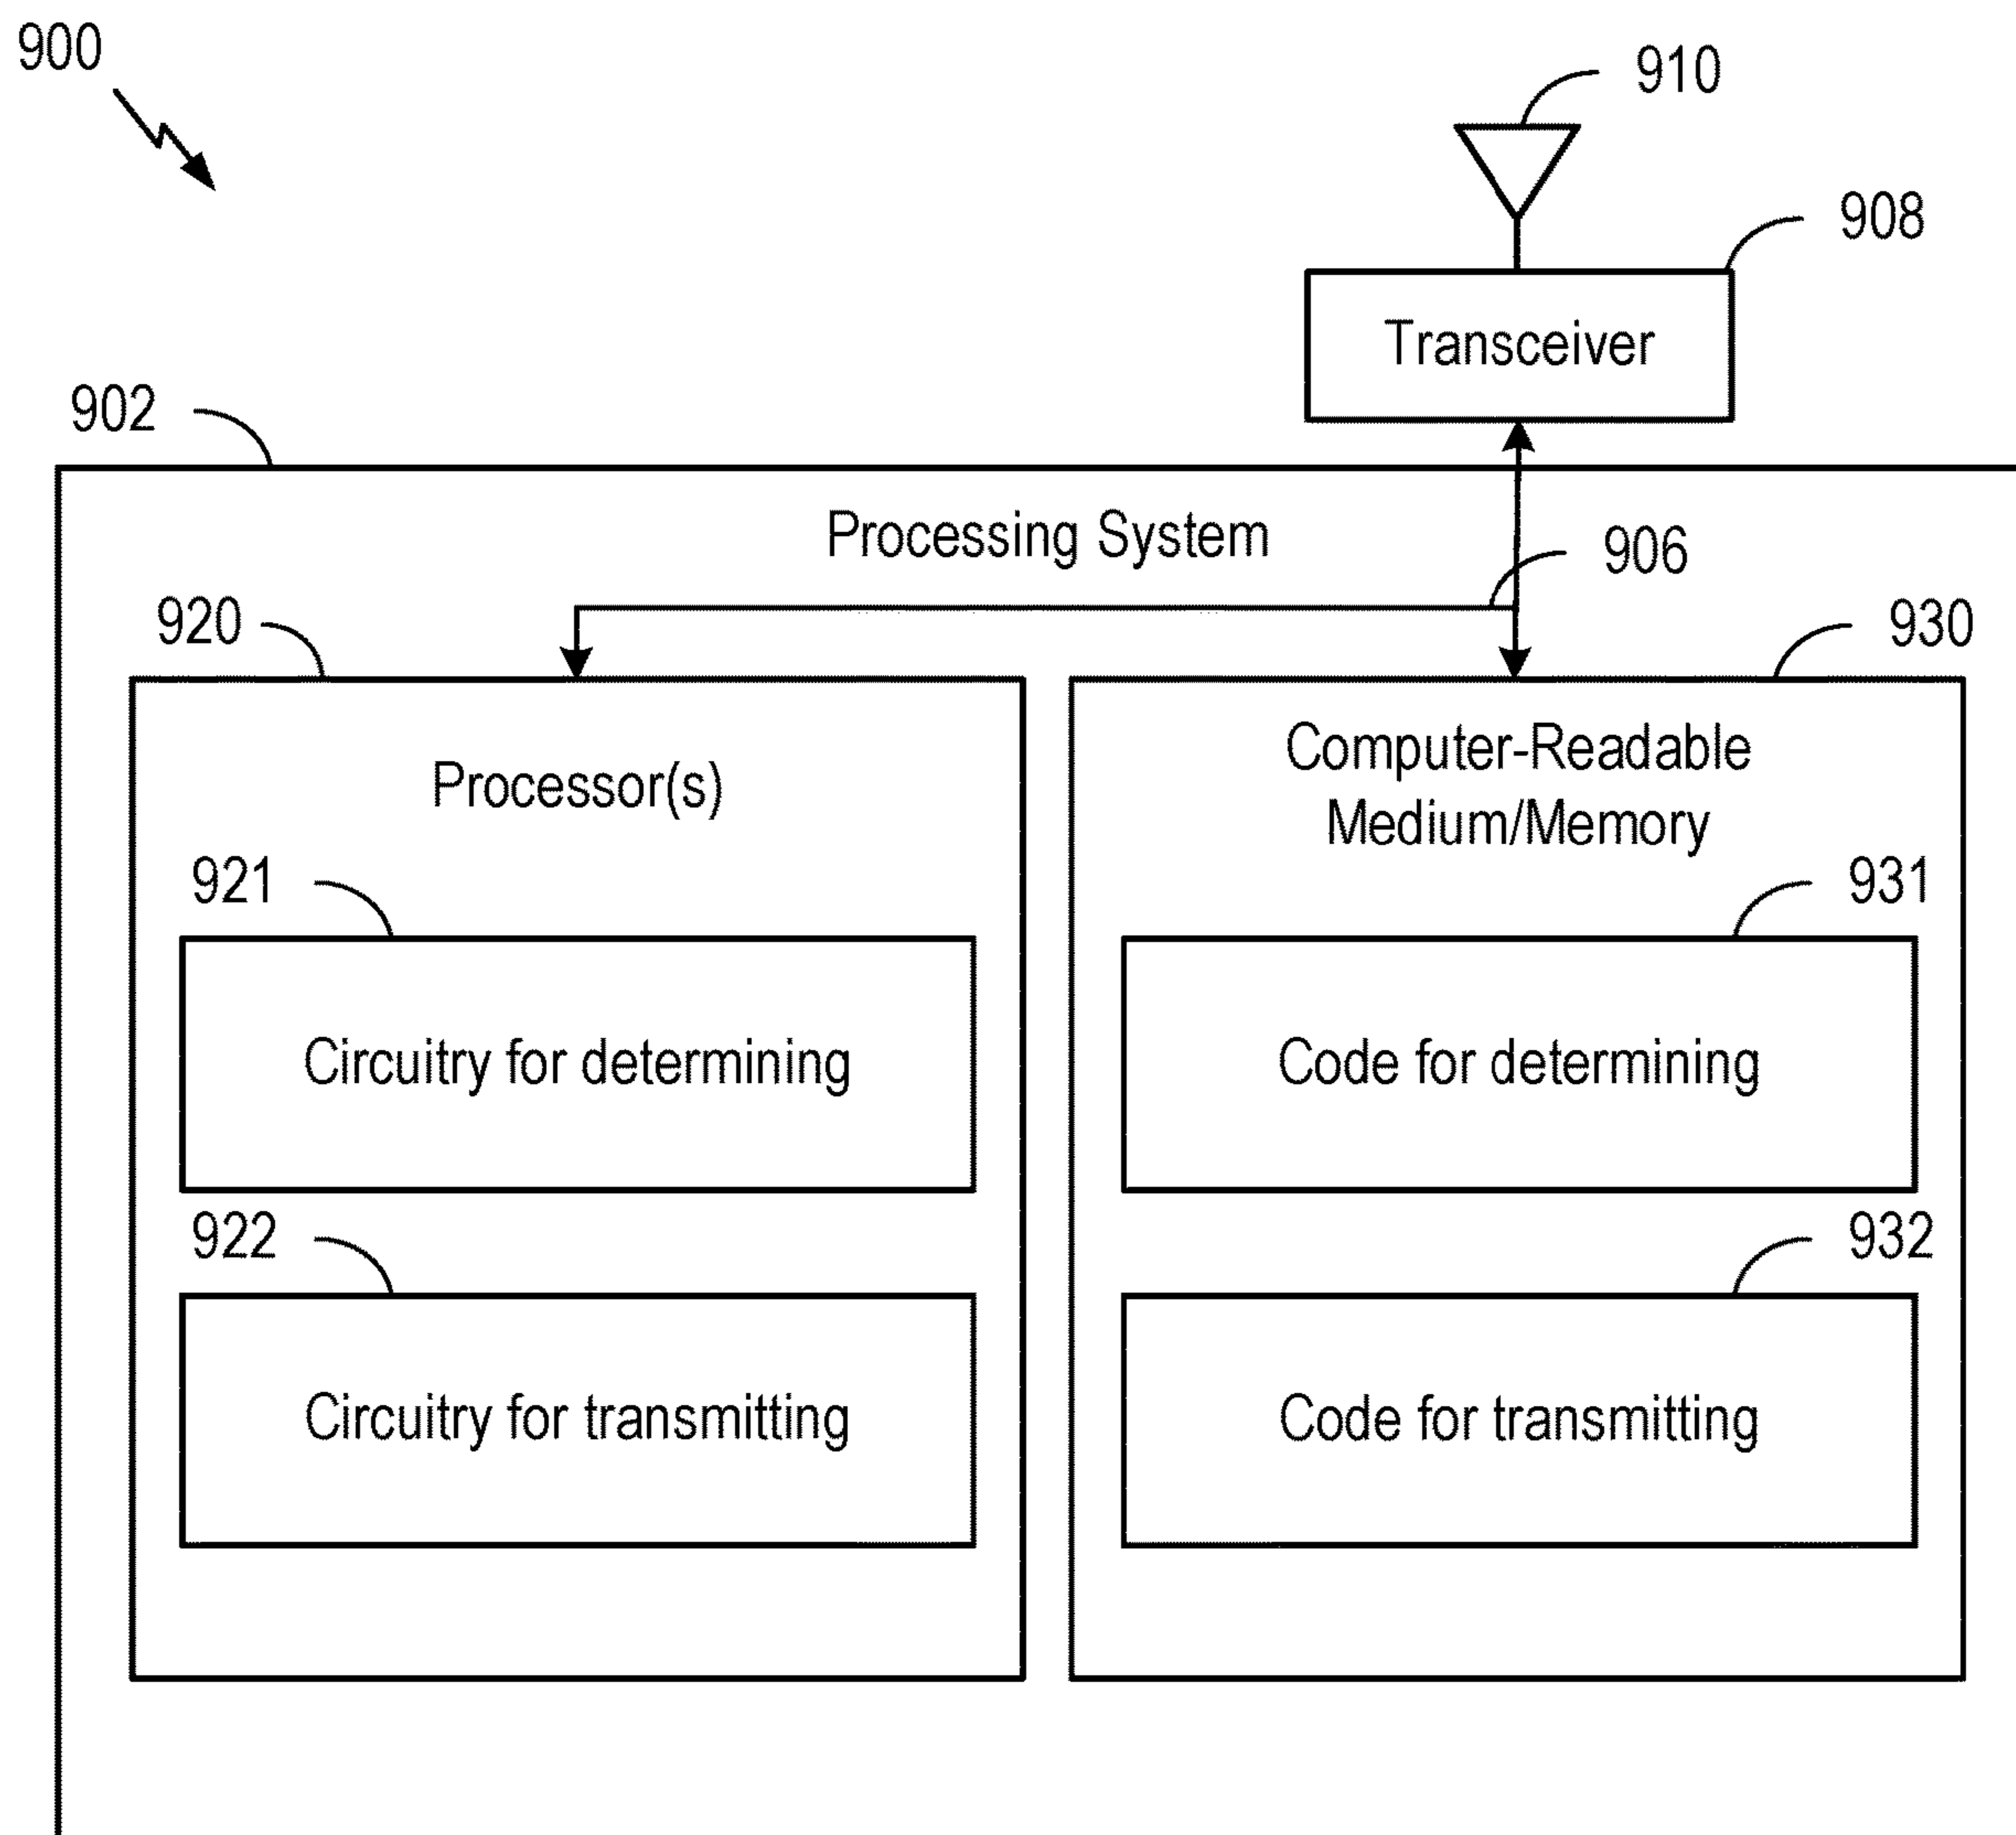 900
910
908
Transceiver
902
Processing System
906
920
930
Processor(s)
Computer-Readable
Medium/Memory
921
931
Circuitry for determining
Code for determining
922
932
Circuitry for transmitting
Code for transmitting